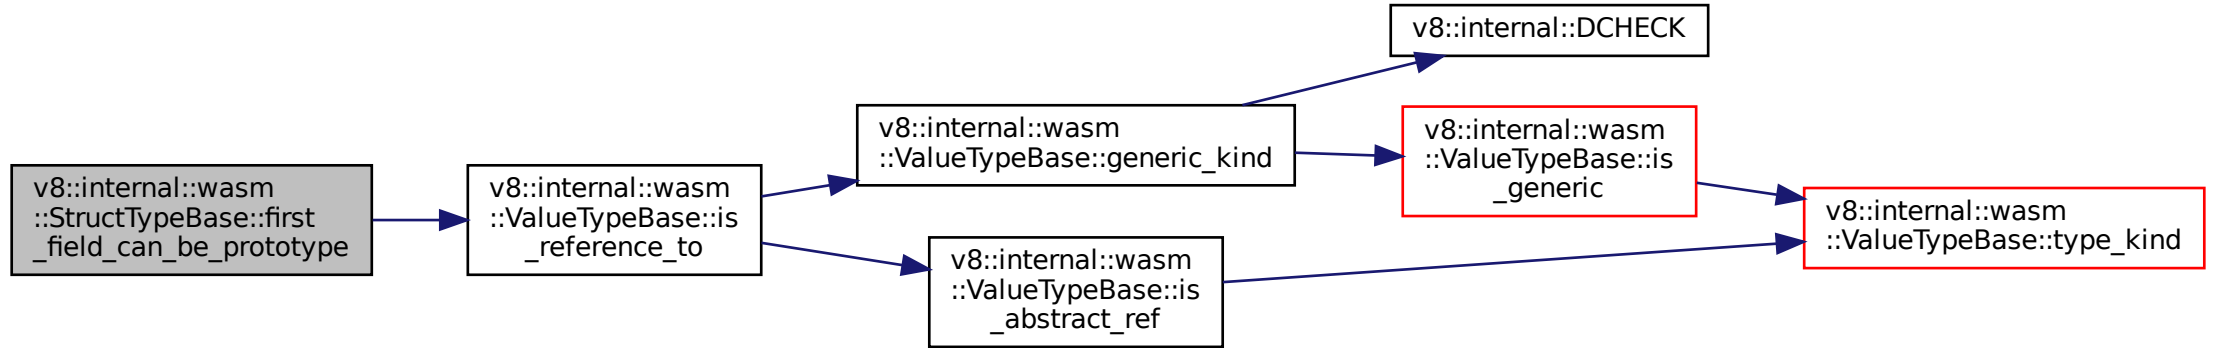 v8::internal::wasm
::StructTypeBase::first
_field_can_be_prototype
v8::internal::wasm
::ValueTypeBase::is
_reference_to
v8::internal::wasm
::ValueTypeBase::generic_kind
v8::internal::DCHECK
v8::internal::wasm
::ValueTypeBase::is
_generic
v8::internal::wasm
::ValueTypeBase::type_kind
v8::internal::wasm
::ValueTypeBase::is
_abstract_ref